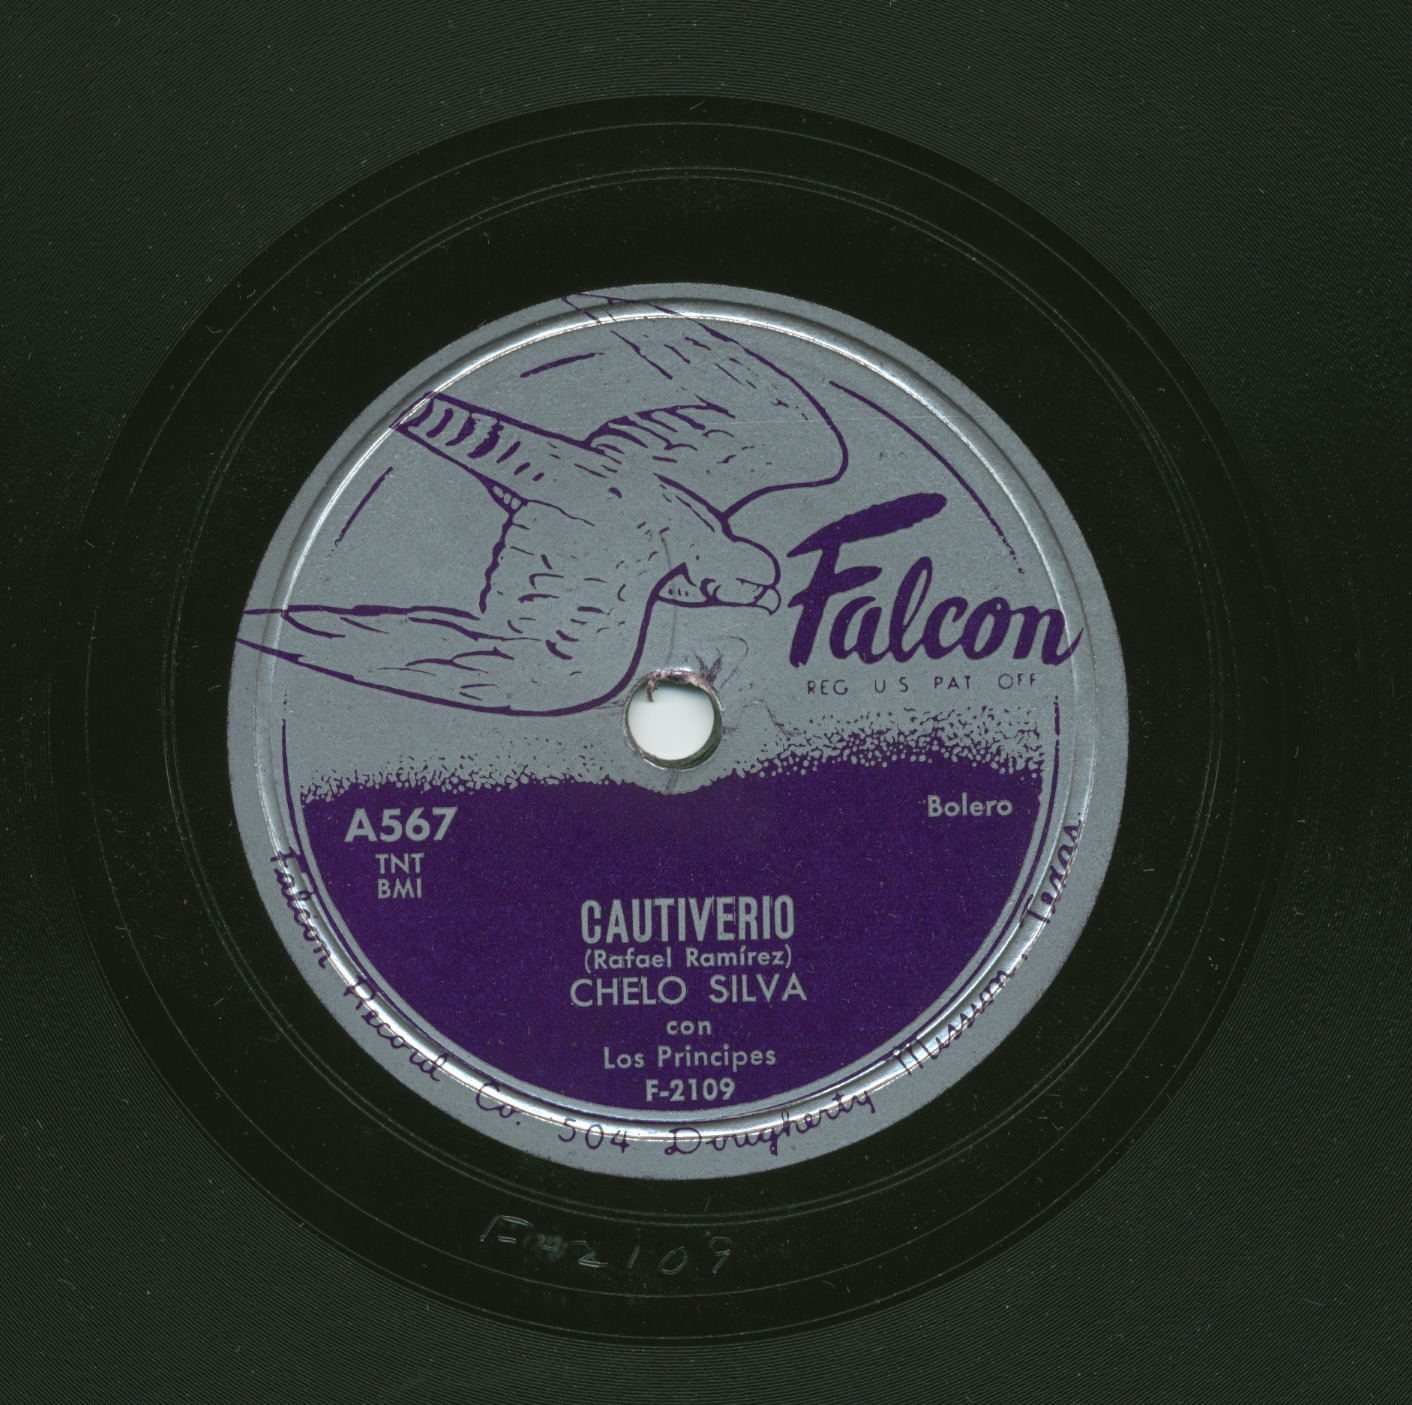 Falcon
REG. U.S. PAT. OFF.
A567
TNT
BMI
Bolero
CAUTIVERIO
(Rafael Ramírez)
CHELO SILVA
con
Los Principes
F-2109
Falcon Record Co. 504 Dougherty Mission, Texas.
F-2109